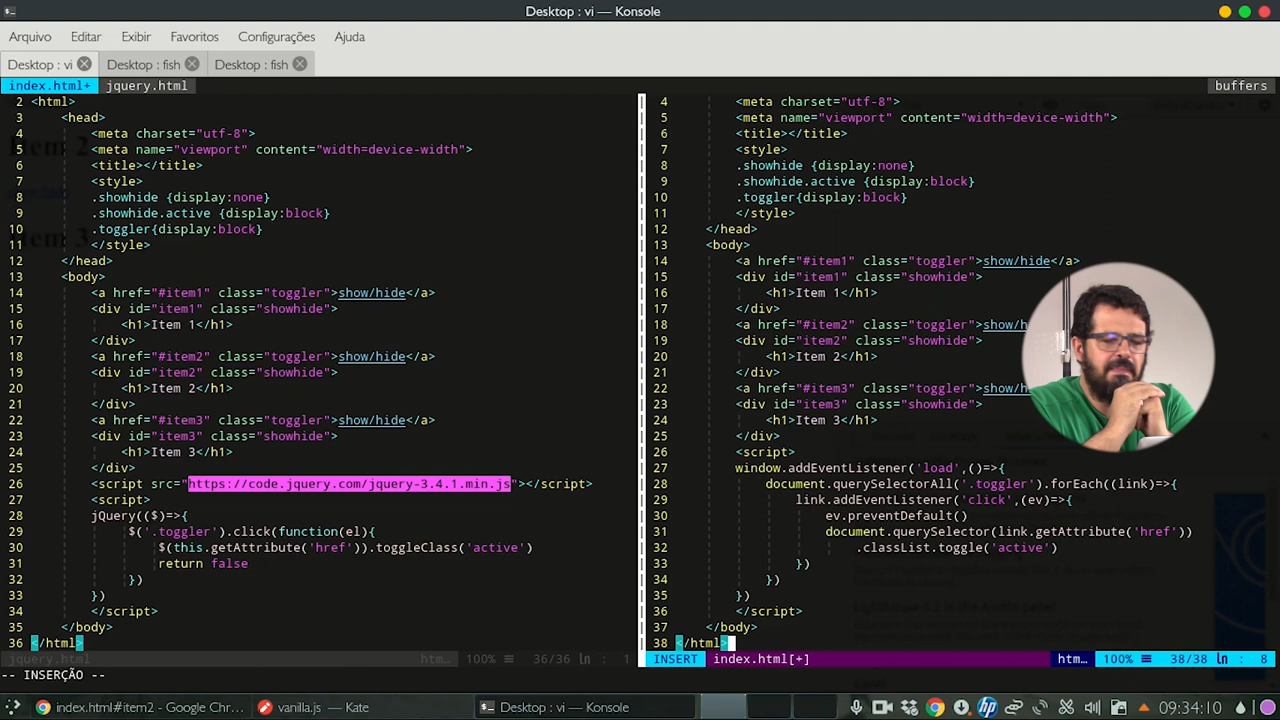 Desktop : vi — Konsole
Arquivo Editar Exibir Favoritos Configurações Ajuda
Desktop : vi Desktop : fish Desktop : fish
index.html+ jquery.html buffers
2 <html>
3 <head>
4 <meta charset="utf-8">
5 <meta name="viewport" content="width=device-width">
6 <title></title>
7 <style>
8 .showhide {display:none}
9 .showhide.active {display:block}
10 .toggler{display:block}
11 </style>
12 </head>
13 <body>
14 <a href="#item1" class="toggler">show/hide</a>
15 <div id="item1" class="showhide">
16 <h1>Item 1</h1>
17 </div>
18 <a href="#item2" class="toggler">show/hide</a>
19 <div id="item2" class="showhide">
20 <h1>Item 2</h1>
21 </div>
22 <a href="#item3" class="toggler">show/hide</a>
23 <div id="item3" class="showhide">
24 <h1>Item 3</h1>
25 </div>
26 <script src="https://code.jquery.com/jquery-3.4.1.min.js"></script>
27 <script>
28 jQuery(($)=>{
29 $('.toggler').click(function(el){
30 $(this.getAttribute('href')).toggleClass('active')
31 return false
32 })
33 })
34 </script>
35 </body>
36 </html>
jquery.html htm… 100% 36/36 ln : 1
4 <meta charset="utf-8">
5 <meta name="viewport" content="width=device-width">
6 <title></title>
7 <style>
8 .showhide {display:none}
9 .showhide.active {display:block}
10 .toggler{display:block}
11 </style>
12 </head>
13 <body>
14 <a href="#item1" class="toggler">show/hide</a>
15 <div id="item1" class="showhide">
16 <h1>Item 1</h1>
17 </div>
18 <a href="#item2" class="toggler">show/h
19 <div id="item2" class="showhide">
20 <h1>Item 2</h1>
21 </div>
22 <a href="#item3" class="toggler">show/h
23 <div id="item3" class="showhide">
24 <h1>Item 3</h1>
25 </div>
26 <script>
27 window.addEventListener('load',()=>{
28 document.querySelectorAll('.toggler').forEach((link)=>{
29 link.addEventListener('click',(ev)=>{
30 ev.preventDefault()
31 document.querySelector(link.getAttribute('href'))
32 .classList.toggle('active')
33 })
34 })
35 })
36 </script>
37 </body>
38 </html>
INSERT index.html[+] htm… 100% 38/38 ln : 8
-- INSERÇÃO --
index.html#item2 - Google Chr… vanilla.js — Kate Desktop : vi — Konsole 09:34:10